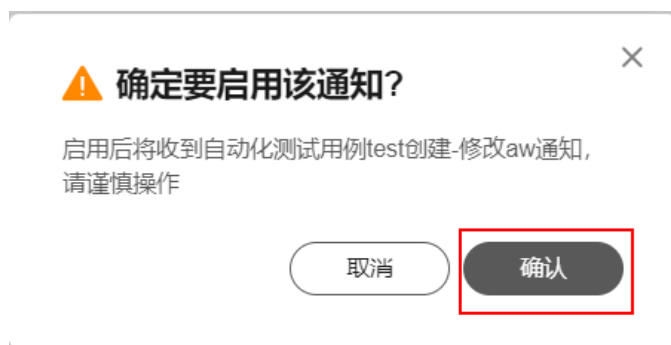 确定要启用该通知?
启用后将收到自动化测试用例test创建-修改aw通知,
请谨慎操作
取消
确认